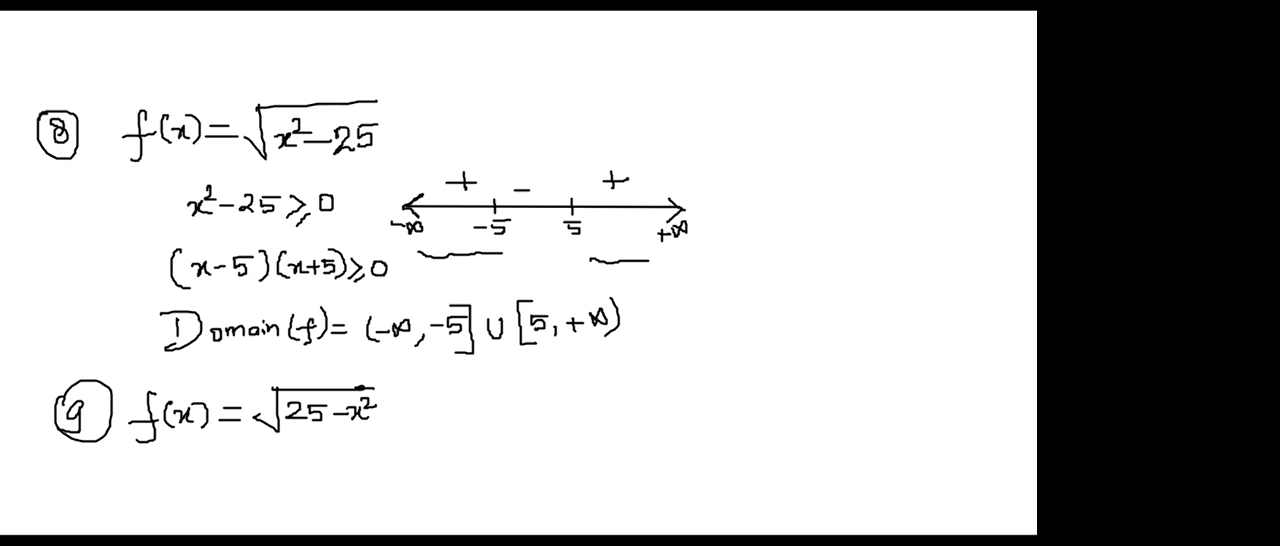 ⑧ f(x) = √(x²-25)
x²-25 ≥ 0
+ - +
-∞ -5 5 +∞
(x-5)(x+5) ≥ 0
Domain(f) = (-∞, -5] ∪ [5, +∞)
⑨ f(x) = √(25-x²)